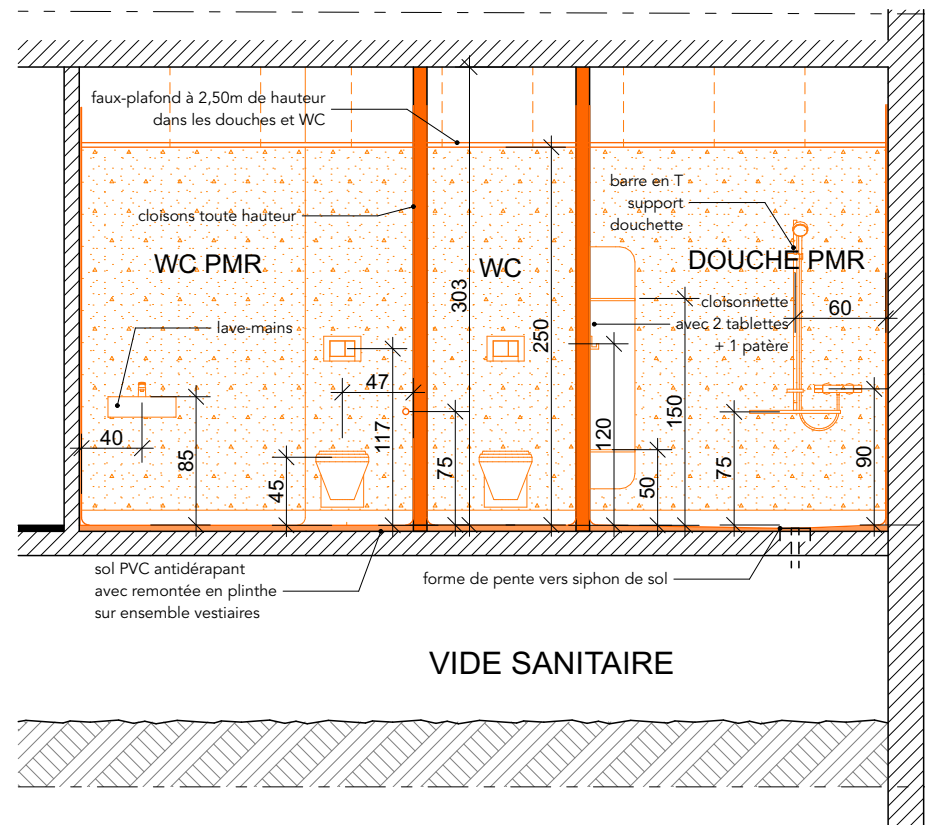 faux-plafond à 2,50m de hauteur
dans les douches et WC
cloisons toute hauteur
barre en T
support
douchette
WC PMR
WC
DOUCHE PMR
303
250
cloisonnette
avec 2 tablettes
+ 1 patère
60
lave-mains
47
40
85
45
117
75
120
150
50
75
90
sol PVC antidérapant
avec remontée en plinthe
sur ensemble vestiaires
forme de pente vers siphon de sol
VIDE SANITAIRE